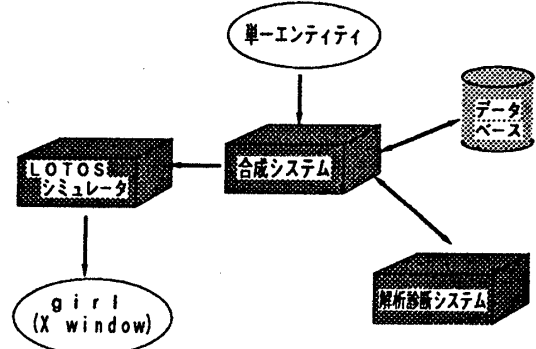 単一エンティティ
データ
ベース
合成システム
LOTOS
シミュレータ
解析診断システム
girl
(X window)